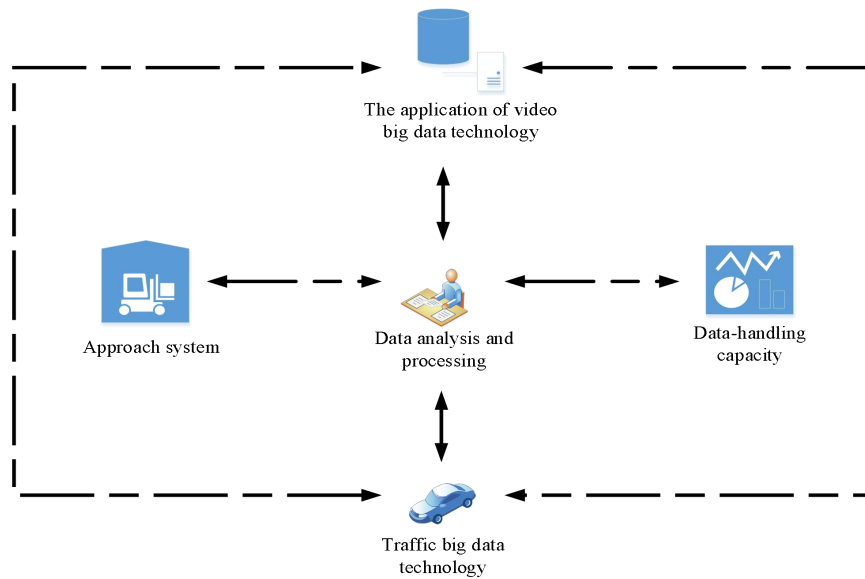 The application of video
big data technology
Approach system
Data analysis and
processing
Data-handling
capacity
Traffic big data
technology